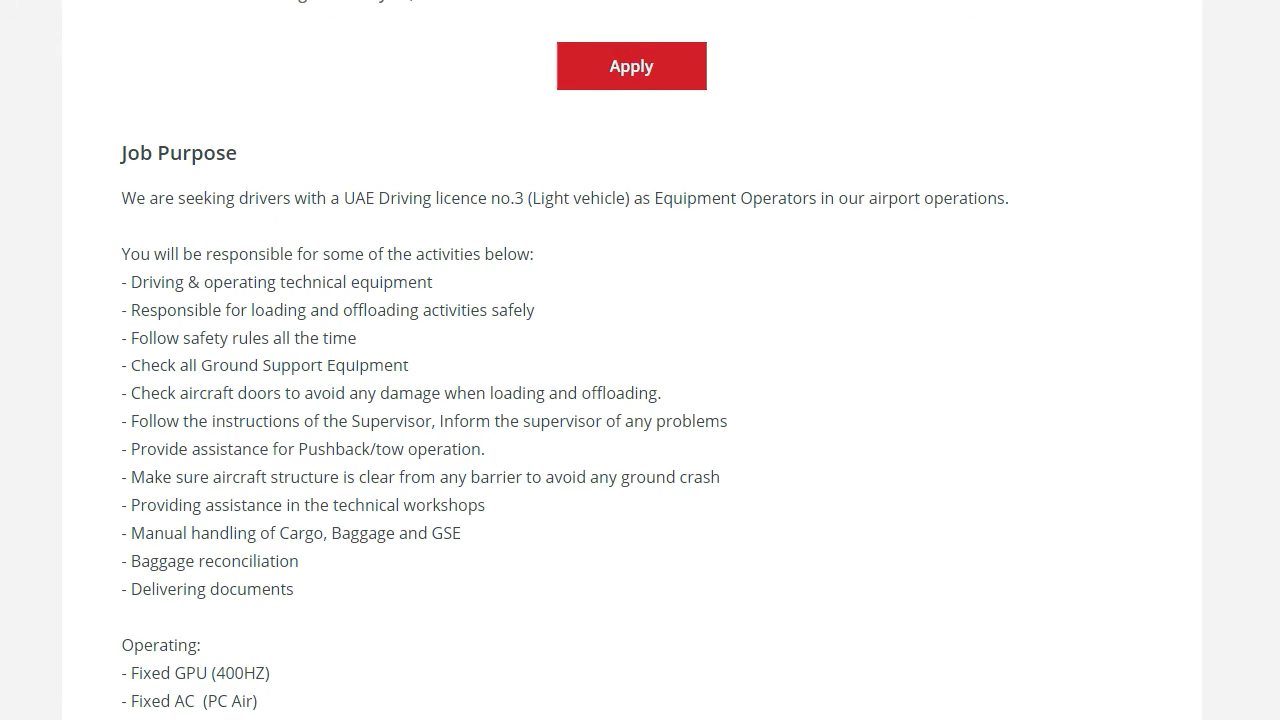 Apply
Job Purpose
We are seeking drivers with a UAE Driving licence no.3 (Light vehicle) as Equipment Operators in our airport operations.
You will be responsible for some of the activities below:
- Driving & operating technical equipment
- Responsible for loading and offloading activities safely
- Follow safety rules all the time
- Check all Ground Support Equipment
- Check aircraft doors to avoid any damage when loading and offloading.
- Follow the instructions of the Supervisor, Inform the supervisor of any problems
- Provide assistance for Pushback/tow operation.
- Make sure aircraft structure is clear from any barrier to avoid any ground crash
- Providing assistance in the technical workshops
- Manual handling of Cargo, Baggage and GSE
- Baggage reconciliation
- Delivering documents
Operating:
- Fixed GPU (400HZ)
- Fixed AC  (PC Air)